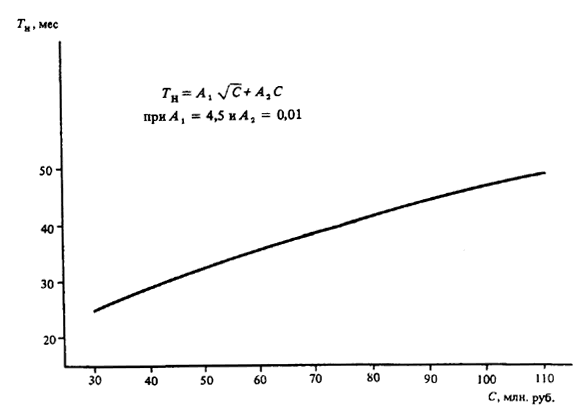 Tн, мес
Tн = A₁ √C + A₂ C
при A₁ = 4,5 и A₂ = 0,01
50
40
30
20
30 40 50 60 70 80 90 100 110
C, млн. руб.